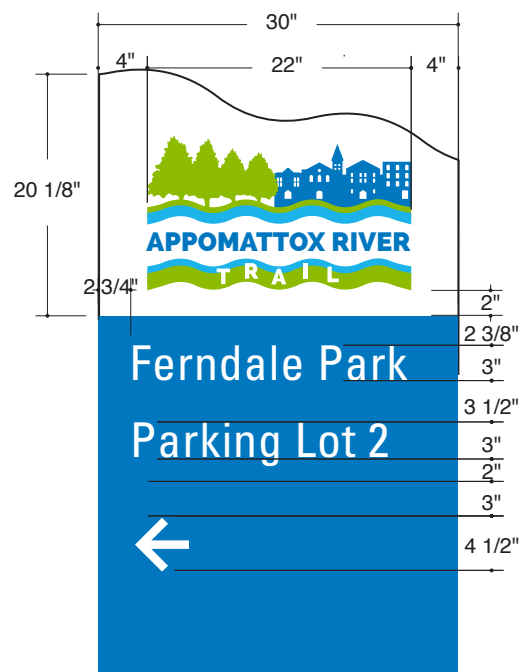 30"
4" 22" 4"
20 1/8"
APPOMATTOX RIVER
TRAIL
2 3/4"
2"
2 3/8"
Ferndale Park
3"
3 1/2"
Parking Lot 2
3"
2"
3"
4 1/2"